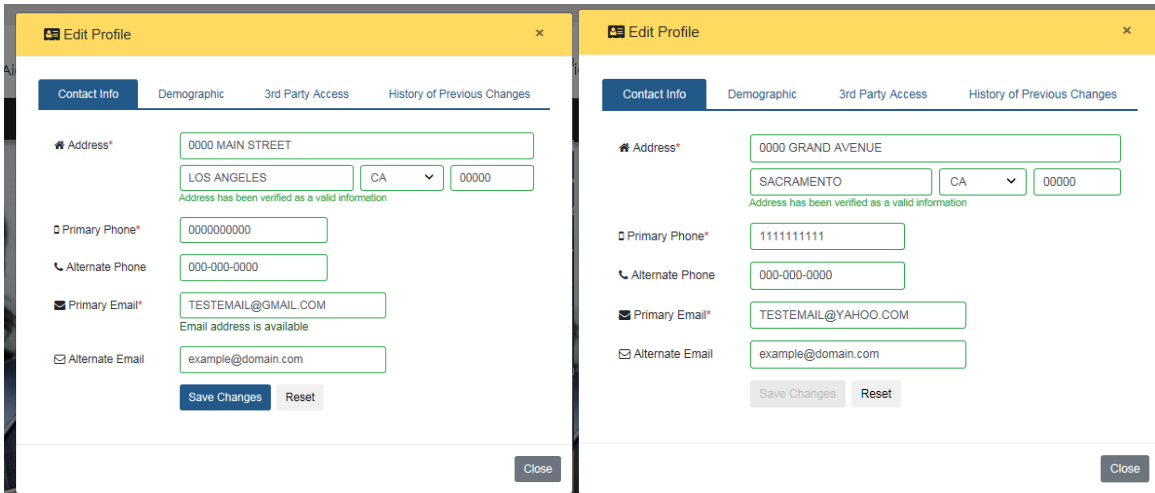 Edit Profile ×
Contact Info Demographic 3rd Party Access History of Previous Changes
Address* 0000 MAIN STREET
LOS ANGELES CA 00000
Address has been verified as a valid information
Primary Phone* 0000000000
Alternate Phone 000-000-0000
Primary Email* TESTEMAIL@GMAIL.COM
Email address is available
Alternate Email example@domain.com
Save Changes Reset
Close
Edit Profile ×
Contact Info Demographic 3rd Party Access History of Previous Changes
Address* 0000 GRAND AVENUE
SACRAMENTO CA 00000
Address has been verified as a valid information
Primary Phone* 1111111111
Alternate Phone 000-000-0000
Primary Email* TESTEMAIL@YAHOO.COM
Alternate Email example@domain.com
Save Changes Reset
Close